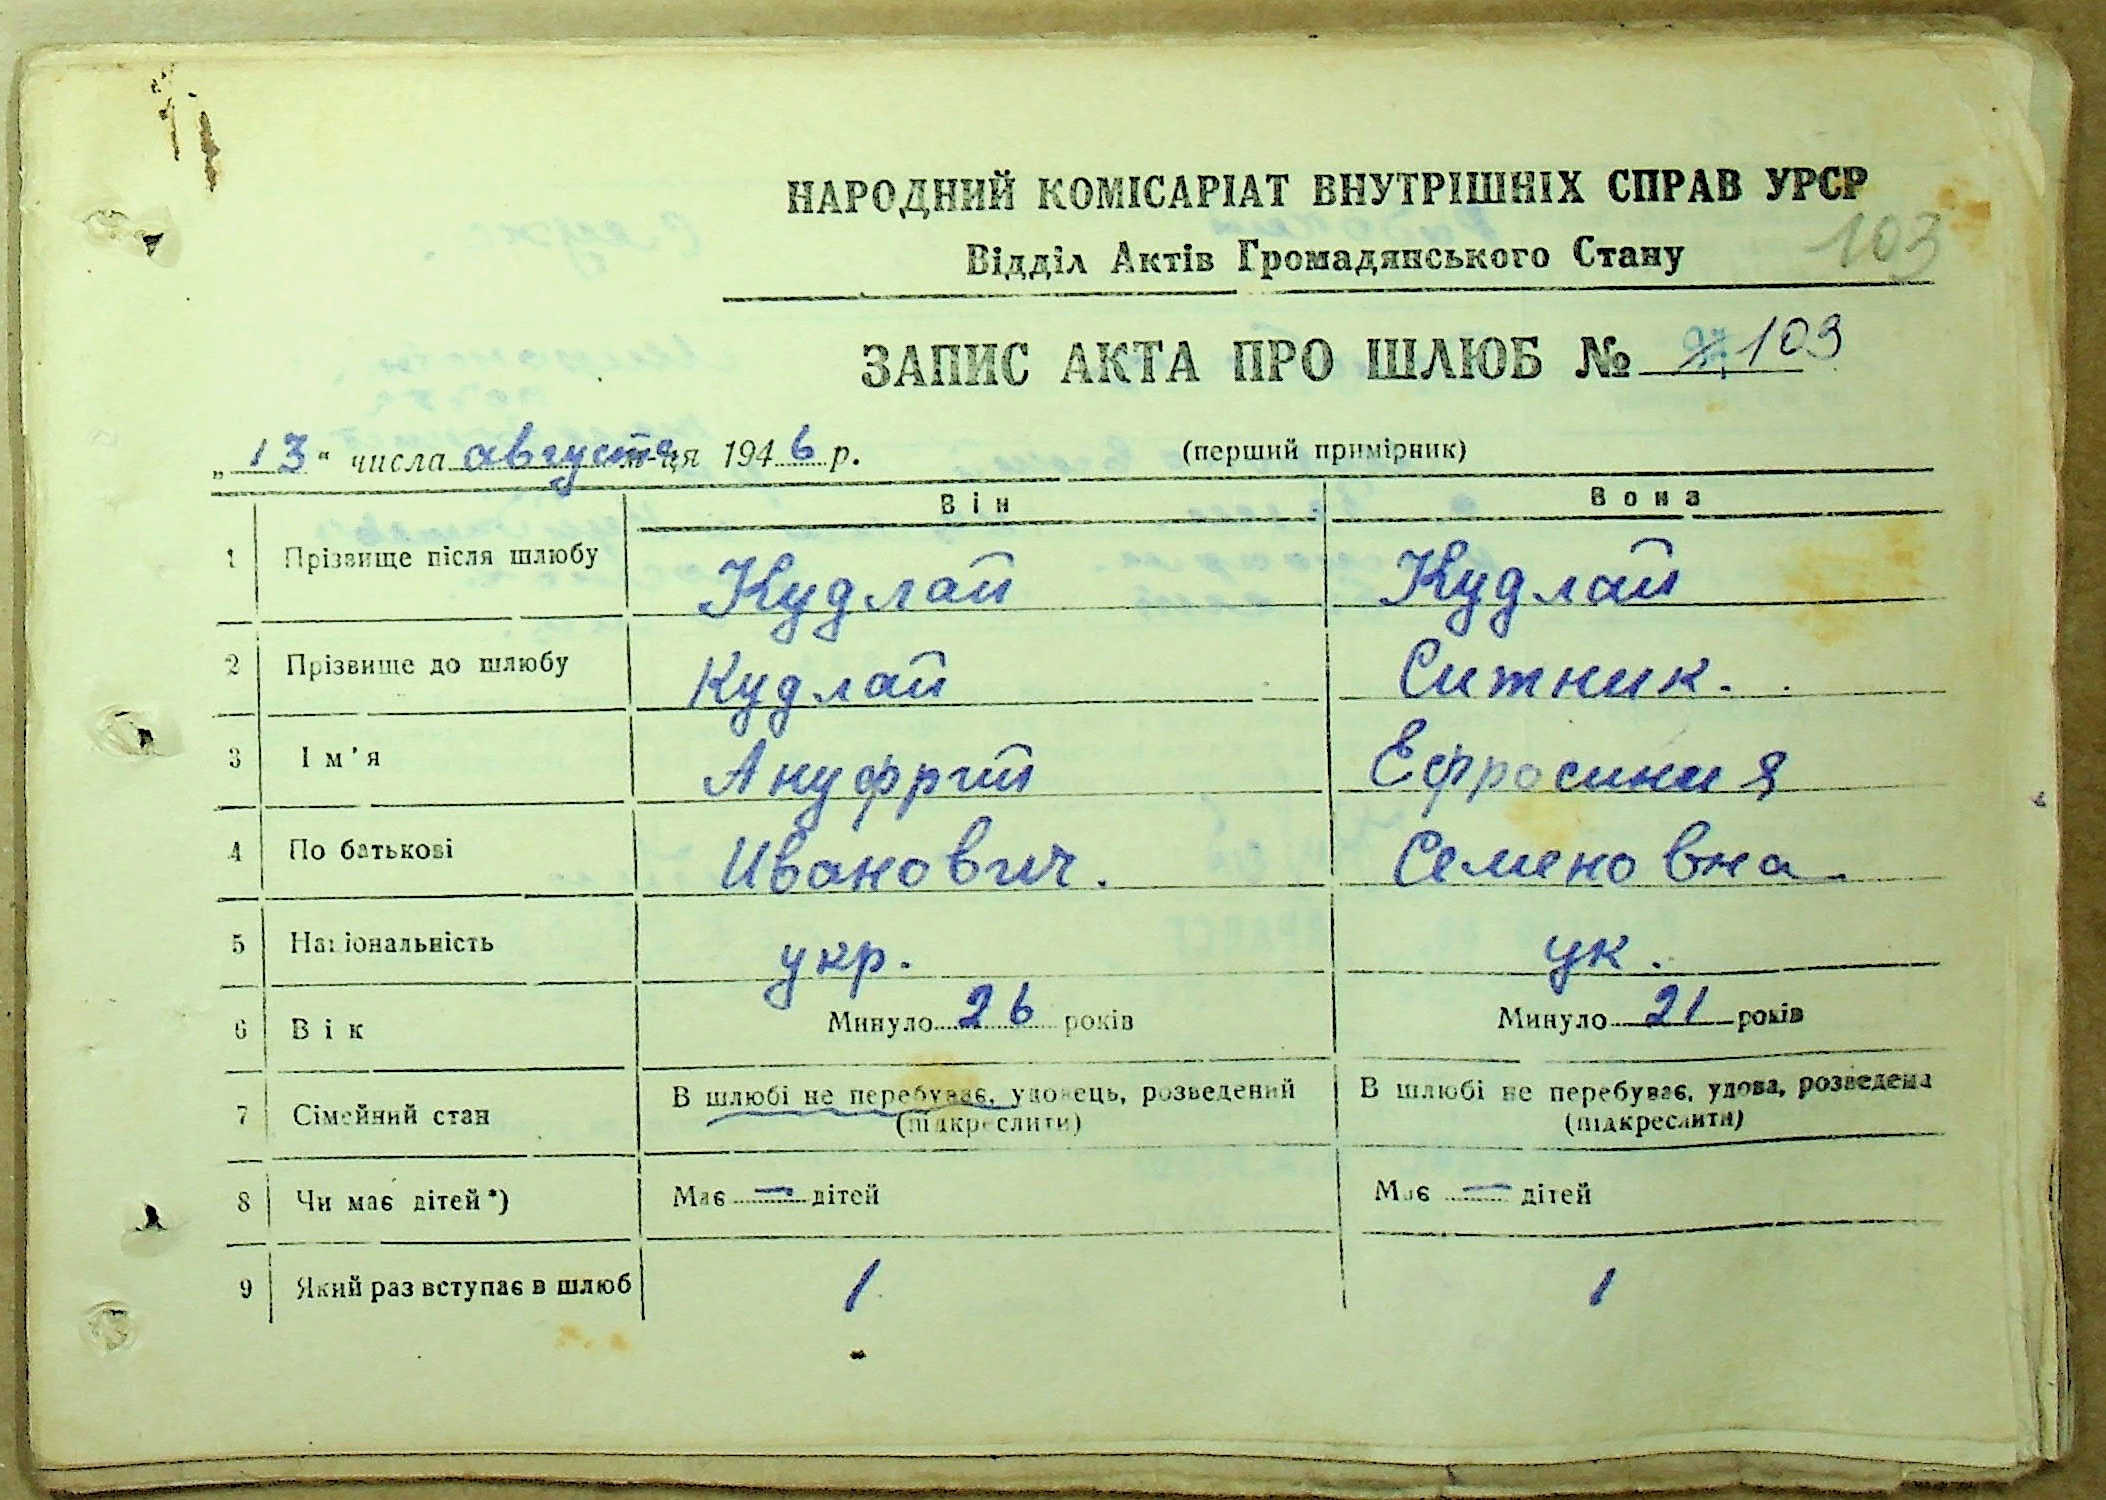 НАРОДНИЙ КОМІСАРІАТ ВНУТРІШНІХ СПРАВ УРСР
Відділ Актів Громадянського Стану
103
ЗАПИС АКТА ПРО ШЛЮБ № 103
„13“ числа августа м-ця 1946 р. (перший примірник)
Він Вона
1 Прізвище після шлюбу Кудлай Кудлай
2 Прізвище до шлюбу Кудлай Ситник.
3 Ім'я Ануфрій Ефросиния
4 По батькові Иванович. Семеновна
5 Національність укр. ук.
6 Вік Минуло 26 років Минуло 21 років
7 Сімейний стан В шлюбі не перебуває, удовець, розведений В шлюбі не перебуває, удова, розведена
(підкреслити) (підкреслити)
8 Чи має дітей*) Має — дітей Має — дітей
9 Який раз вступає в шлюб 1 1